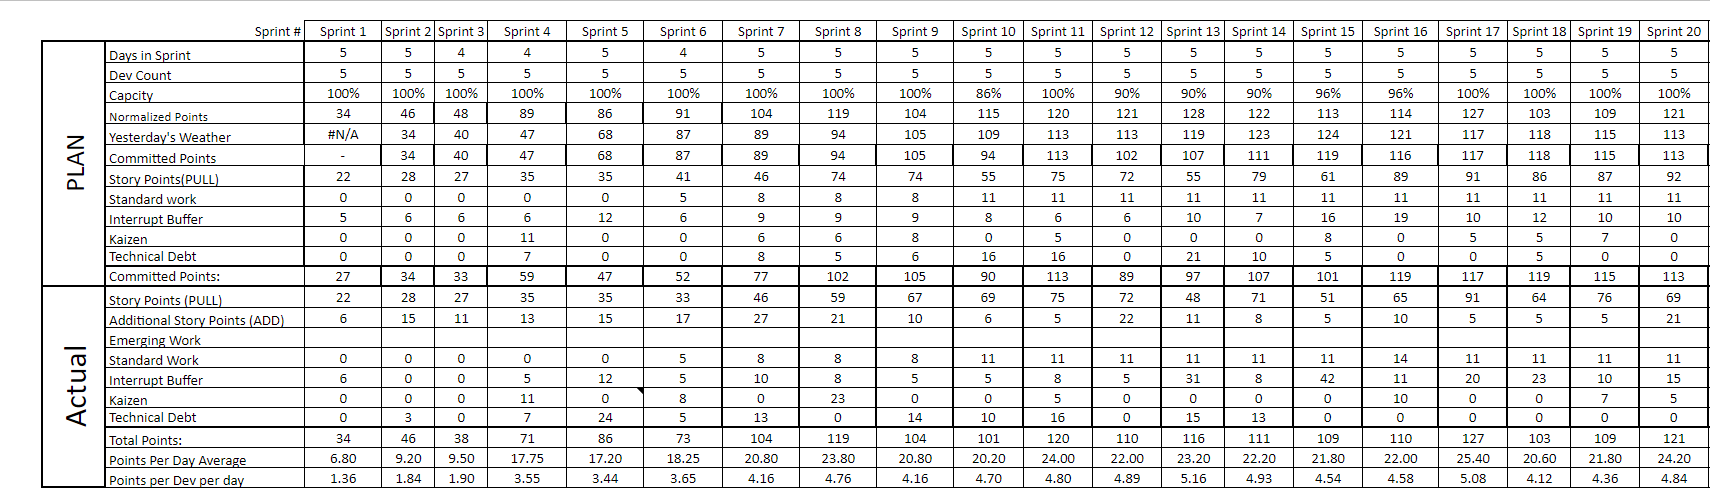 Sprint # Sprint 1 Sprint 2 Sprint 3 Sprint 4 Sprint 5 Sprint 6 Sprint 7 Sprint 8 Sprint 9 Sprint 10 Sprint 11 Sprint 12 Sprint 13 Sprint 14 Sprint 15 Sprint 16 Sprint 17 Sprint 18 Sprint 19 Sprint 20
PLAN
Days in Sprint 5 5 4 4 5 4 5 5 5 5 5 5 5 5 5 5 5 5 5 5
Dev Count 5 5 5 5 5 5 5 5 5 5 5 5 5 5 5 5 5 5 5 5
Capcity 100% 100% 100% 100% 100% 100% 100% 100% 100% 86% 100% 90% 90% 90% 96% 96% 100% 100% 100% 100%
Normalized Points 34 46 48 89 86 91 104 119 104 115 120 121 128 122 113 114 127 103 109 121
Yesterday's Weather #N/A 34 40 47 68 87 89 94 105 109 113 113 119 123 124 121 117 118 115 113
Committed Points - 34 40 47 68 87 89 94 105 94 113 102 107 111 119 116 117 118 115 113
Story Points(PULL) 22 28 27 35 35 41 46 74 74 55 75 72 55 79 61 89 91 86 87 92
Standard work 0 0 0 0 0 5 8 8 8 11 11 11 11 11 11 11 11 11 11 11
Interrupt Buffer 5 6 6 6 12 6 9 9 9 8 6 6 10 7 16 19 10 12 10 10
Kaizen 0 0 0 11 0 0 6 6 8 0 5 0 0 0 8 0 5 5 7 0
Technical Debt 0 0 0 7 0 0 8 5 6 16 16 0 21 10 5 0 0 5 0 0
Committed Points: 27 34 33 59 47 52 77 102 105 90 113 89 97 107 101 119 117 119 115 113
Actual
Story Points (PULL) 22 28 27 35 35 33 46 59 67 69 75 72 48 71 51 65 91 64 76 69
Additional Story Points (ADD) 6 15 11 13 15 17 27 21 10 6 5 22 11 8 5 10 5 5 5 21
Emerging Work
Standard Work 0 0 0 0 0 5 8 8 8 11 11 11 11 11 11 14 11 11 11 11
Interrupt Buffer 6 0 0 5 12 5 10 8 5 5 8 5 31 8 42 11 20 23 10 15
Kaizen 0 0 0 11 0 8 0 23 0 0 5 0 0 0 0 10 0 0 7 5
Technical Debt 0 3 0 7 24 5 13 0 14 10 16 0 15 13 0 0 0 0 0 0
Total Points: 34 46 38 71 86 73 104 119 104 101 120 110 116 111 109 110 127 103 109 121
Points Per Day Average 6.80 9.20 9.50 17.75 17.20 18.25 20.80 23.80 20.80 20.20 24.00 22.00 23.20 22.20 21.80 22.00 25.40 20.60 21.80 24.20
Points per Dev per day 1.36 1.84 1.90 3.55 3.44 3.65 4.16 4.76 4.16 4.70 4.80 4.89 5.16 4.93 4.54 4.58 5.08 4.12 4.36 4.84